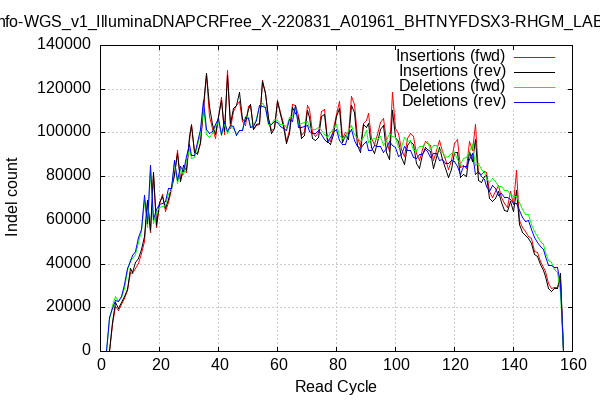 nfo-WGS_v1_IlluminaDNAPCRFree_X-220831_A01961_BHTNYFDSX3-RHGM_LAB
Insertions (fwd)
Insertions (rev)
Deletions (fwd)
Deletions (rev)
140000
120000
100000
80000
60000
40000
20000
0
Indel count
0 20 40 60 80 100 120 140 160
Read Cycle